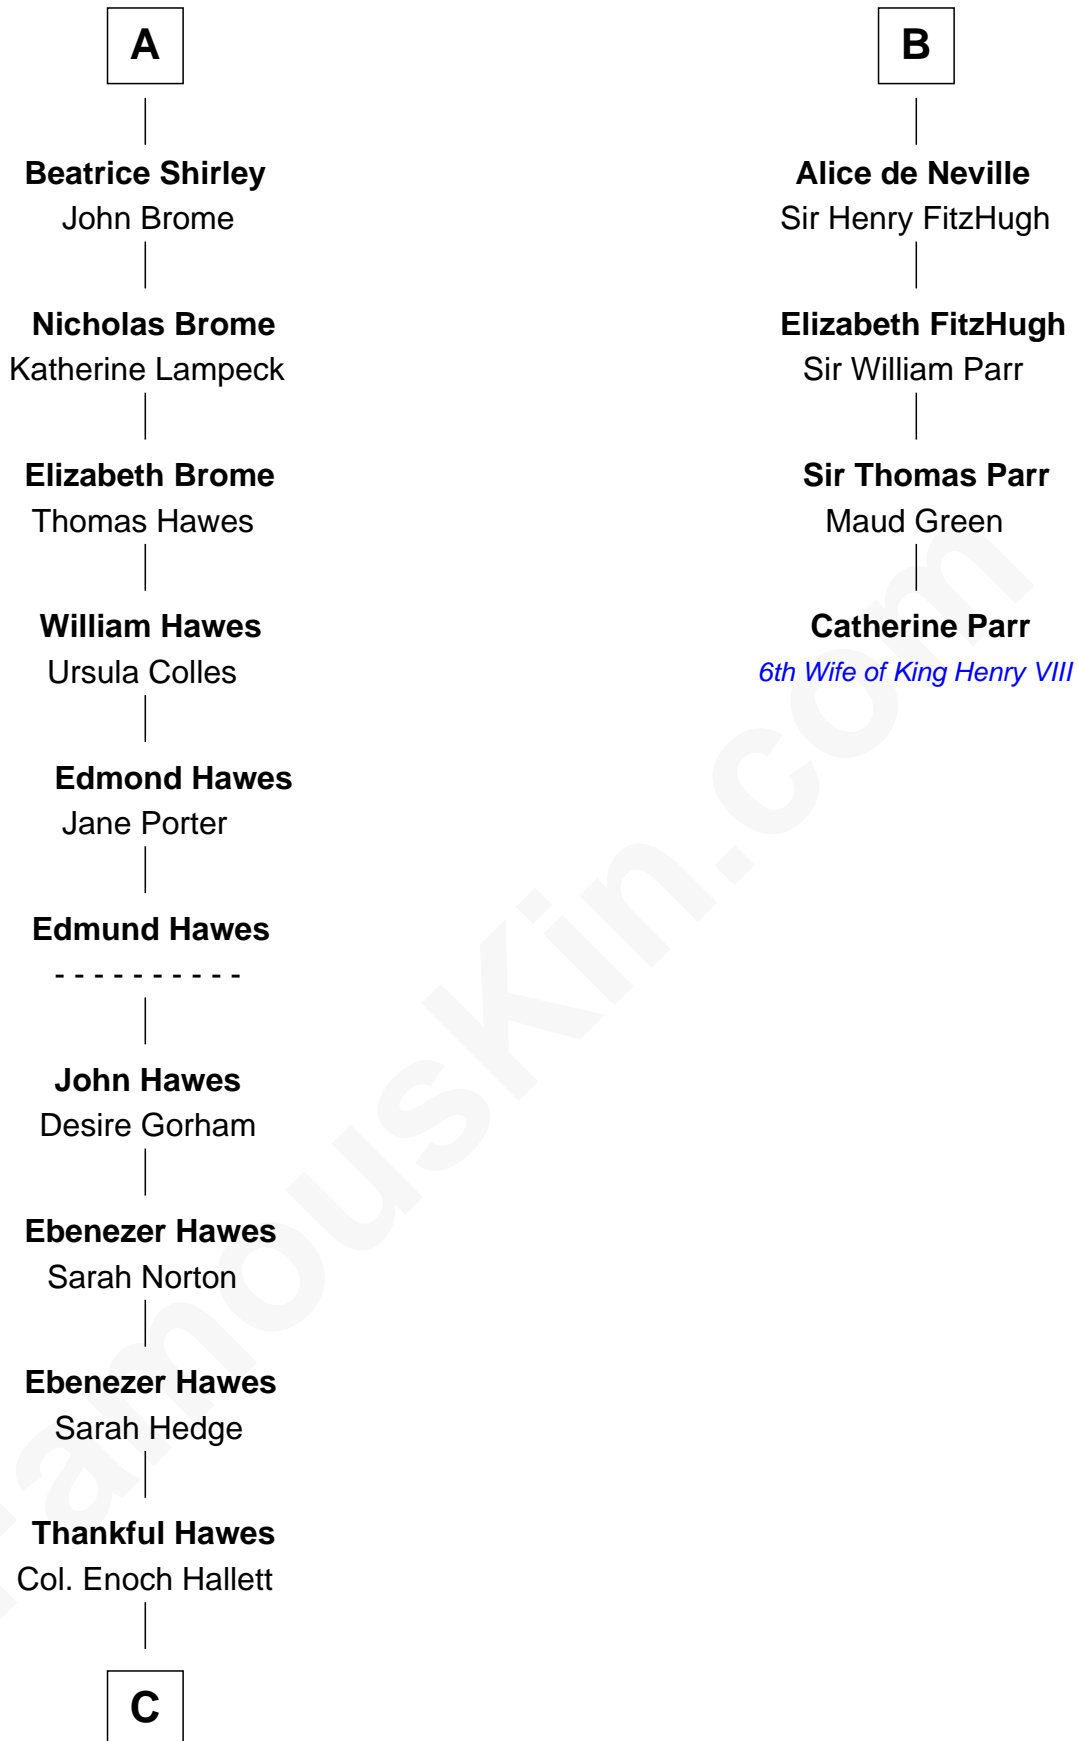 A
Beatrice Shirley
John Brome
Nicholas Brome
Katherine Lampeck
Elizabeth Brome
Thomas Hawes
William Hawes
Ursula Colles
Edmond Hawes
Jane Porter
Edmund Hawes
- - - - - - - - - -
John Hawes
Desire Gorham
Ebenezer Hawes
Sarah Norton
Ebenezer Hawes
Sarah Hedge
Thankful Hawes
Col. Enoch Hallett
C
B
Alice de Neville
Sir Henry FitzHugh
Elizabeth FitzHugh
Sir William Parr
Sir Thomas Parr
Maud Green
Catherine Parr
6th Wife of King Henry VIII
FamousKin.com